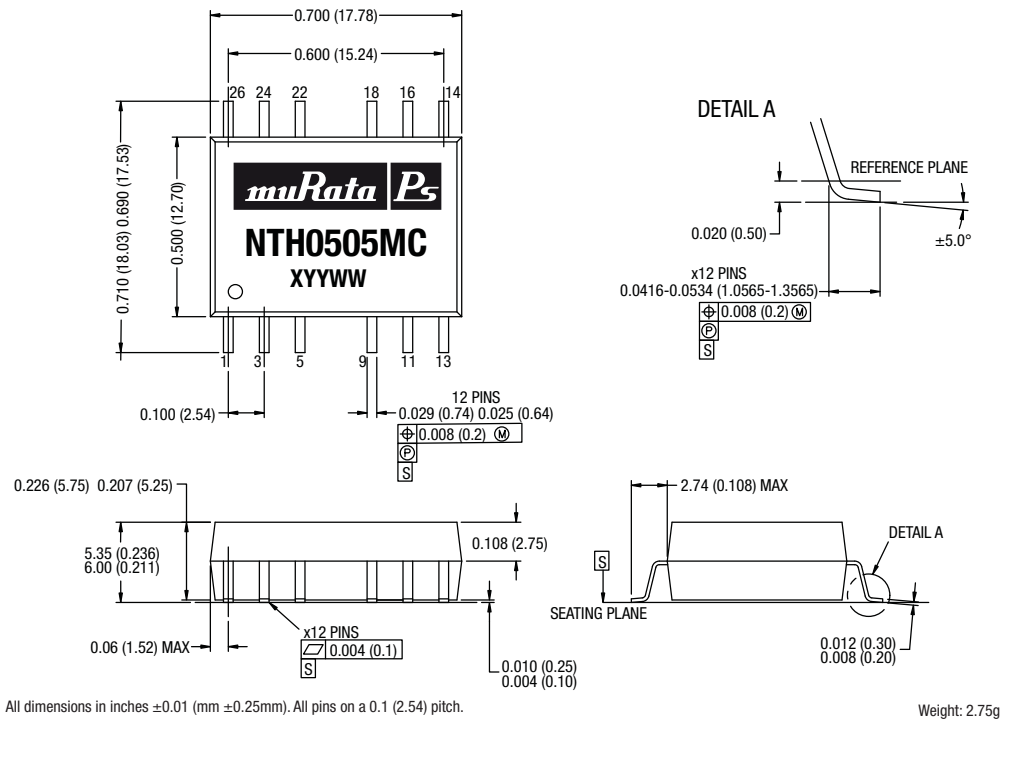 0.700 (17.78)
0.600 (15.24)
26 24 22 18 16 14
0.710 (18.03) 0.690 (17.53)
0.500 (12.70)
muRata Ps
NTH0505MC
XYYWW
1 3 5 9 11 13
0.100 (2.54)
12 PINS
0.029 (0.74) 0.025 (0.64)
0.008 (0.2) Ⓜ
Ⓟ
S
DETAIL A
REFERENCE PLANE
0.020 (0.50)
±5.0°
x12 PINS
0.0416-0.0534 (1.0565-1.3565)
0.008 (0.2) Ⓜ
Ⓟ
S
0.226 (5.75) 0.207 (5.25)
5.35 (0.236)
6.00 (0.211)
0.108 (2.75)
0.06 (1.52) MAX
x12 PINS
0.004 (0.1)
S
0.010 (0.25)
0.004 (0.10)
2.74 (0.108) MAX
DETAIL A
S
SEATING PLANE
0.012 (0.30)
0.008 (0.20)
All dimensions in inches ±0.01 (mm ±0.25mm). All pins on a 0.1 (2.54) pitch.
Weight: 2.75g